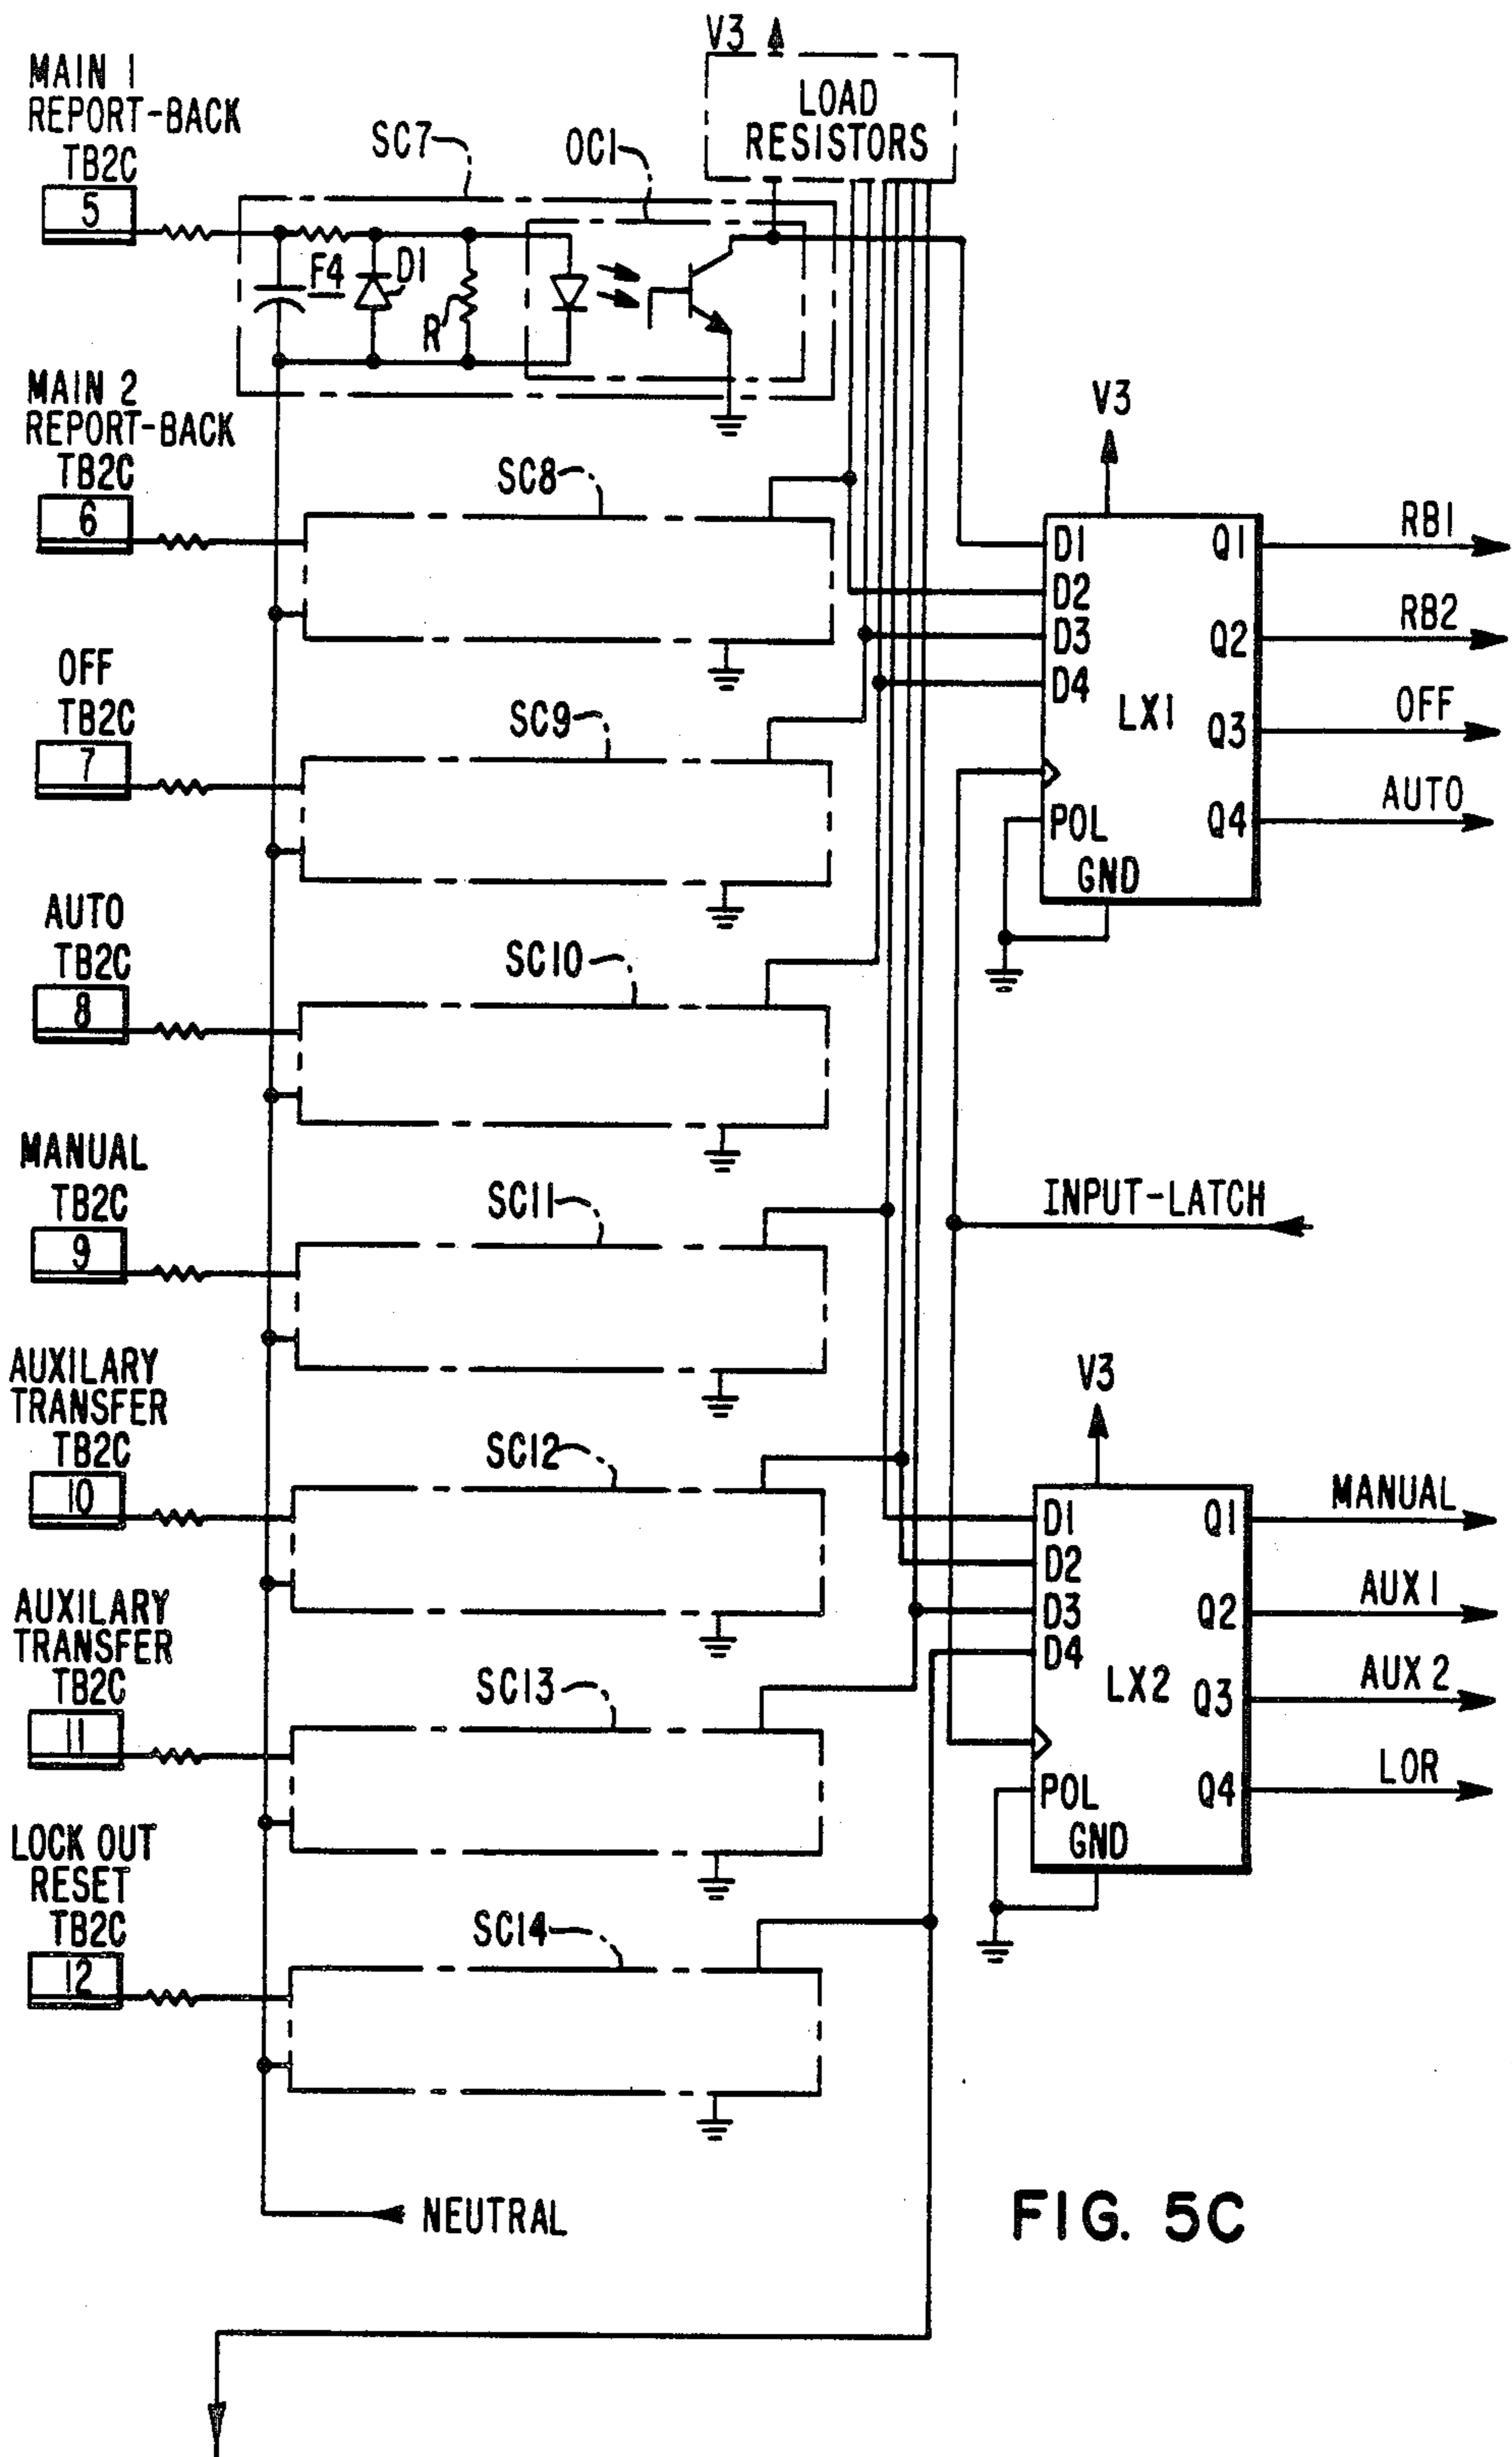 V3
LOAD
RESISTORS
MAIN 1
REPORT-BACK
TB2C
5
SC7
OC1
F4
D1
R
MAIN 2
REPORT-BACK
TB2C
6
SC8
V3
D1
D2
D3
D4
LX1
POL
GND
Q1
Q2
Q3
Q4
RB1
RB2
OFF
AUTO
OFF
TB2C
7
SC9
AUTO
TB2C
8
SC10
MANUAL
TB2C
9
SC11
INPUT-LATCH
AUXILARY
TRANSFER
TB2C
10
SC12
V3
D1
D2
D3
D4
LX2
POL
GND
Q1
Q2
Q3
Q4
MANUAL
AUX 1
AUX 2
LOR
AUXILARY
TRANSFER
TB2C
11
SC13
LOCK OUT
RESET
TB2C
12
SC14
NEUTRAL
FIG. 5C